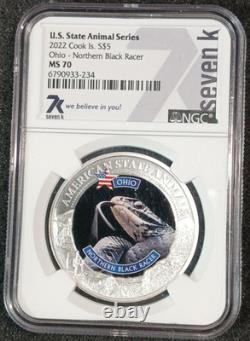 U.S. State Animal Series
2022 Cook Is. S$5
Ohio - Northern Black Racer
MS 70
6790933-234
7K we believe in you!
seven k
seven k
NGC
AMERICAN STATE ANIMALS
OHIO
NORTHERN BLACK RACER